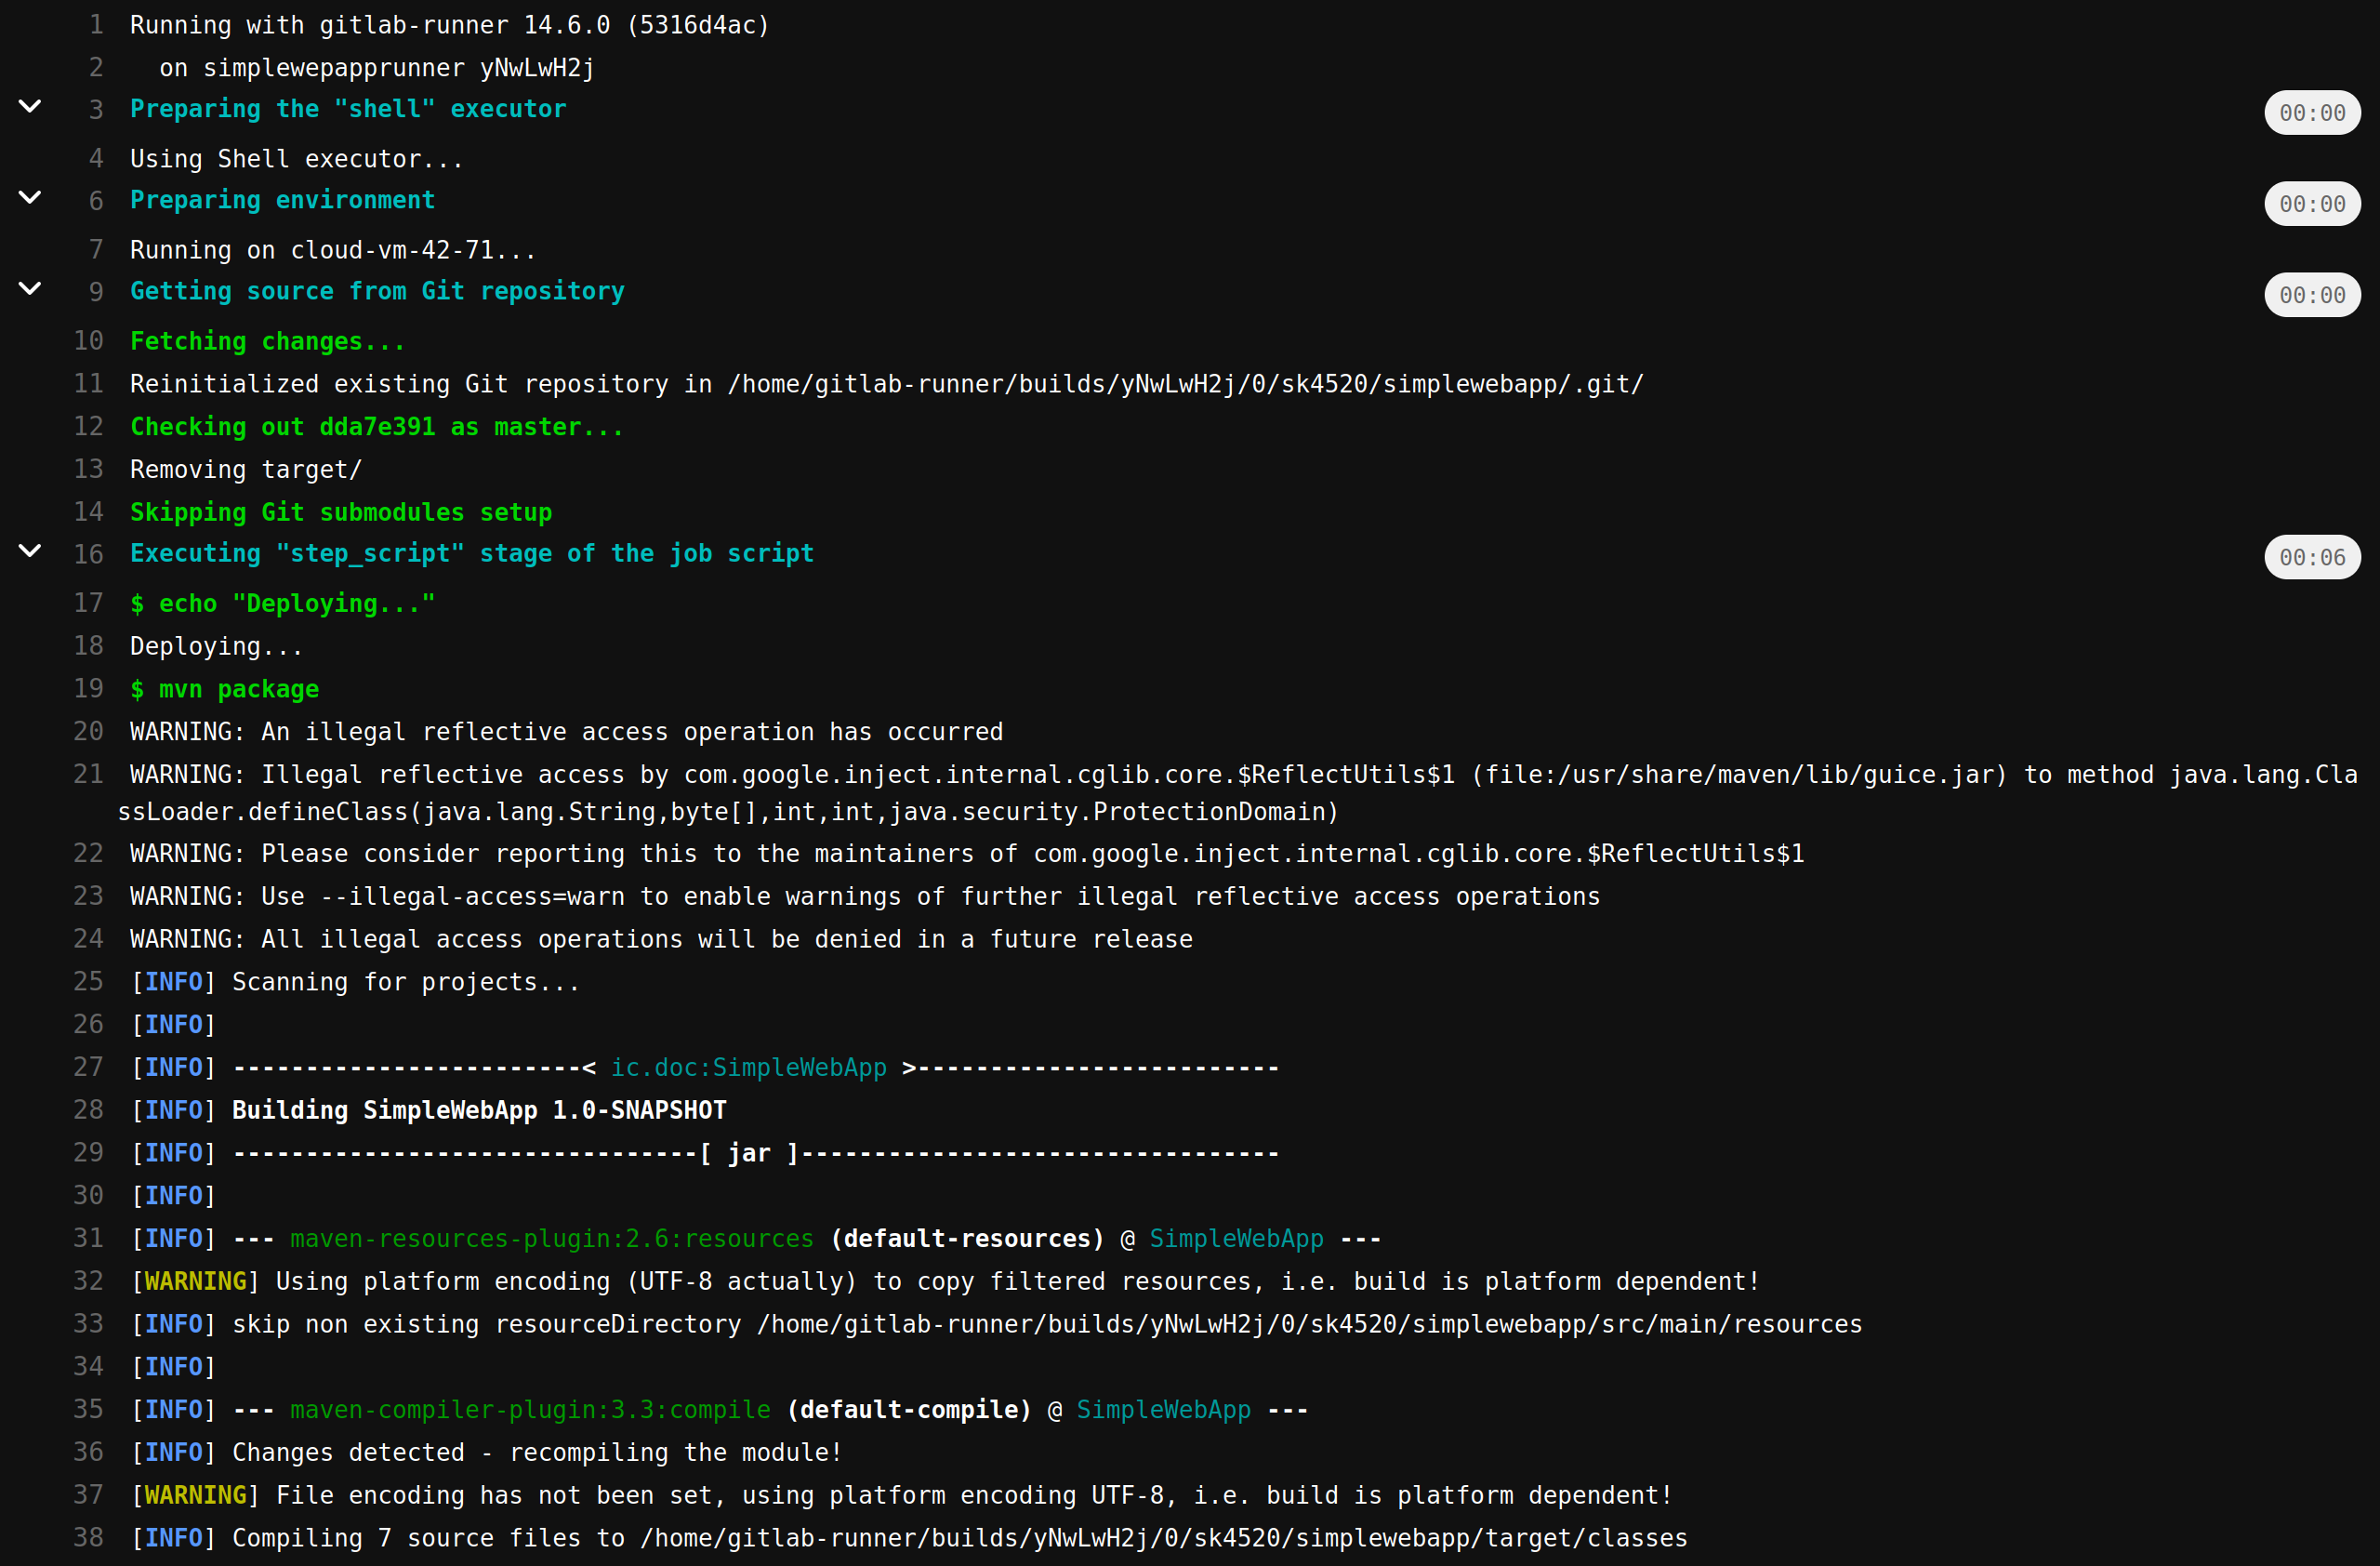 1 Running with gitlab-runner 14.6.0 (5316d4ac)
2   on simplewepapprunner yNwLwH2j
3 Preparing the "shell" executor 00:00
4 Using Shell executor...
6 Preparing environment 00:00
7 Running on cloud-vm-42-71...
9 Getting source from Git repository 00:00
10 Fetching changes...
11 Reinitialized existing Git repository in /home/gitlab-runner/builds/yNwLwH2j/0/sk4520/simplewebapp/.git/
12 Checking out dda7e391 as master...
13 Removing target/
14 Skipping Git submodules setup
16 Executing "step_script" stage of the job script 00:06
17 $ echo "Deploying..."
18 Deploying...
19 $ mvn package
20 WARNING: An illegal reflective access operation has occurred
21 WARNING: Illegal reflective access by com.google.inject.internal.cglib.core.$ReflectUtils$1 (file:/usr/share/maven/lib/guice.jar) to method java.lang.Cla
ssLoader.defineClass(java.lang.String,byte[],int,int,java.security.ProtectionDomain)
22 WARNING: Please consider reporting this to the maintainers of com.google.inject.internal.cglib.core.$ReflectUtils$1
23 WARNING: Use --illegal-access=warn to enable warnings of further illegal reflective access operations
24 WARNING: All illegal access operations will be denied in a future release
25 [INFO] Scanning for projects...
26 [INFO]
27 [INFO] ------------------------< ic.doc:SimpleWebApp >-------------------------
28 [INFO] Building SimpleWebApp 1.0-SNAPSHOT
29 [INFO] --------------------------------[ jar ]---------------------------------
30 [INFO]
31 [INFO] --- maven-resources-plugin:2.6:resources (default-resources) @ SimpleWebApp ---
32 [WARNING] Using platform encoding (UTF-8 actually) to copy filtered resources, i.e. build is platform dependent!
33 [INFO] skip non existing resourceDirectory /home/gitlab-runner/builds/yNwLwH2j/0/sk4520/simplewebapp/src/main/resources
34 [INFO]
35 [INFO] --- maven-compiler-plugin:3.3:compile (default-compile) @ SimpleWebApp ---
36 [INFO] Changes detected - recompiling the module!
37 [WARNING] File encoding has not been set, using platform encoding UTF-8, i.e. build is platform dependent!
38 [INFO] Compiling 7 source files to /home/gitlab-runner/builds/yNwLwH2j/0/sk4520/simplewebapp/target/classes